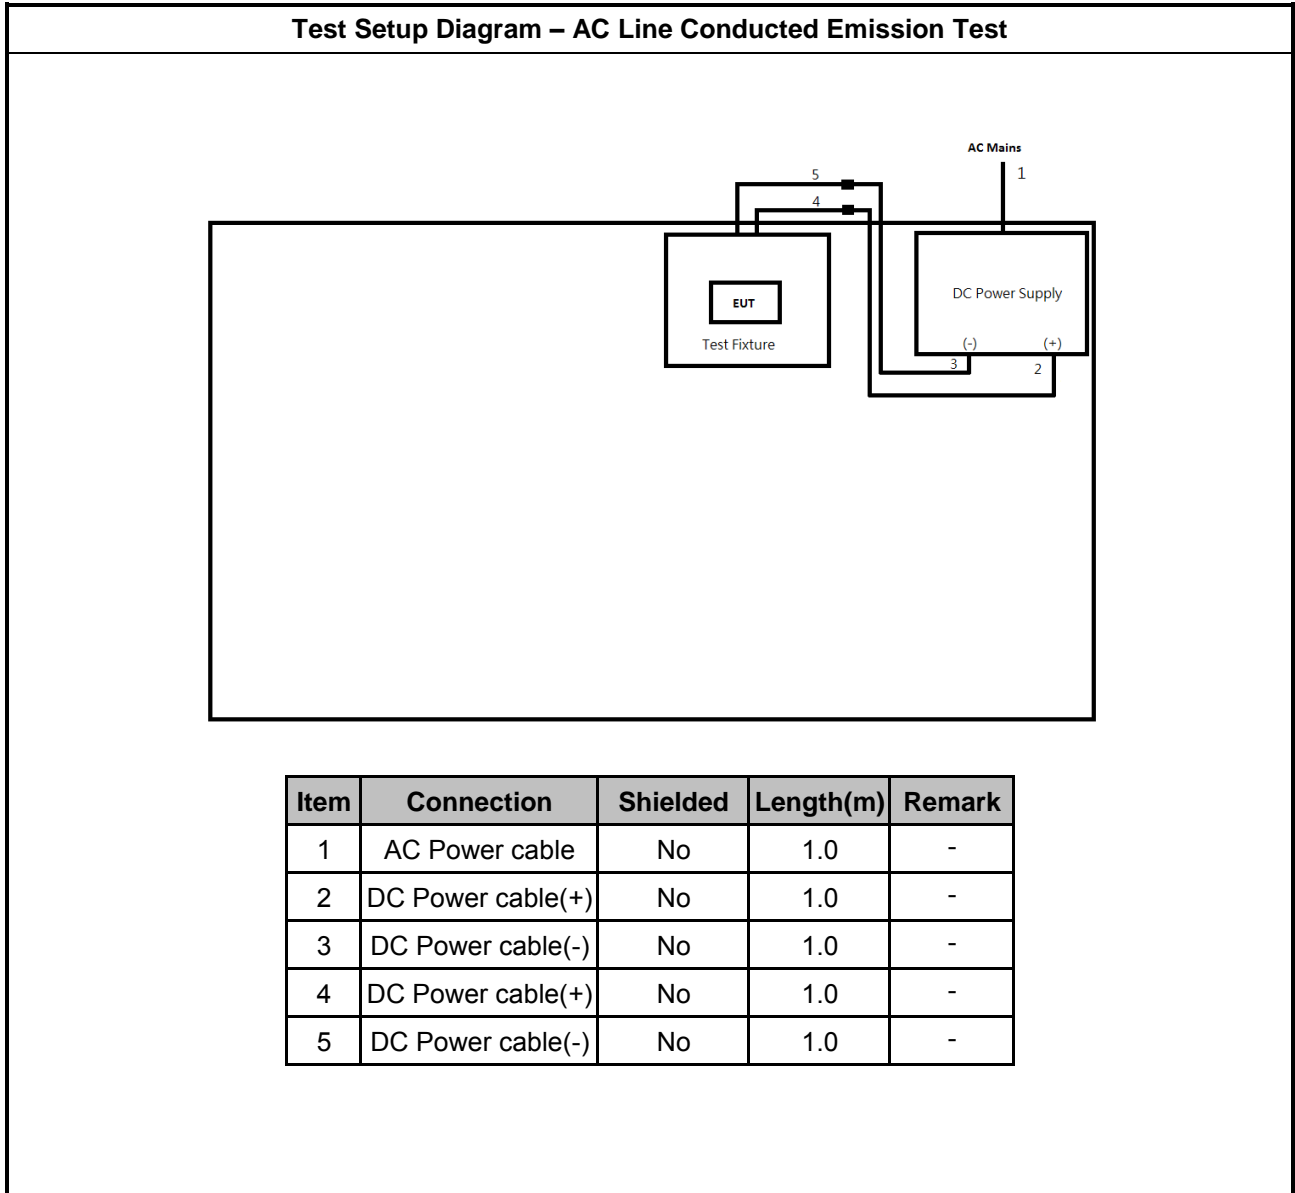 Test Setup Diagram – AC Line Conducted Emission Test
AC Mains
1
5
4
EUT
Test Fixture
DC Power Supply
(-) (+)
3 2
Item Connection Shielded Length(m) Remark
1 AC Power cable No 1.0 -
2 DC Power cable(+) No 1.0 -
3 DC Power cable(-) No 1.0 -
4 DC Power cable(+) No 1.0 -
5 DC Power cable(-) No 1.0 -